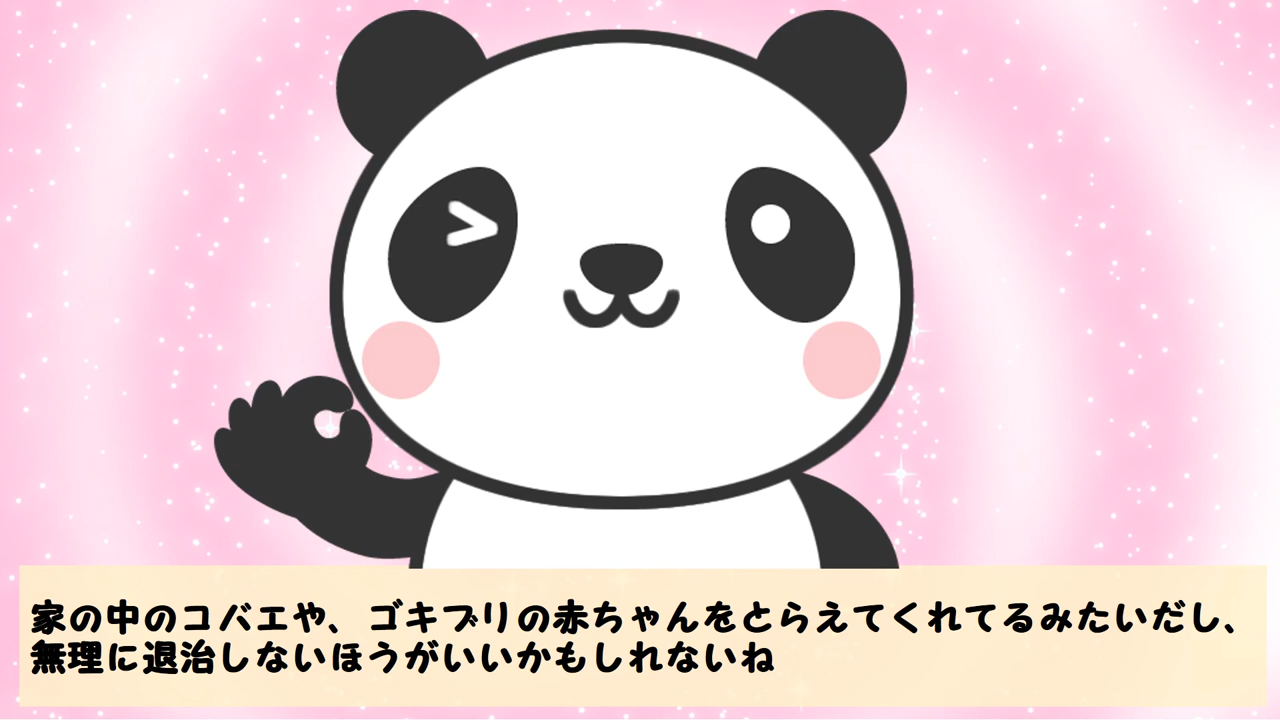 家の中のコバエや、ゴキブリの赤ちゃんをとらえてくれてるみたいだし、
無理に退治しないほうがいいかもしれないね